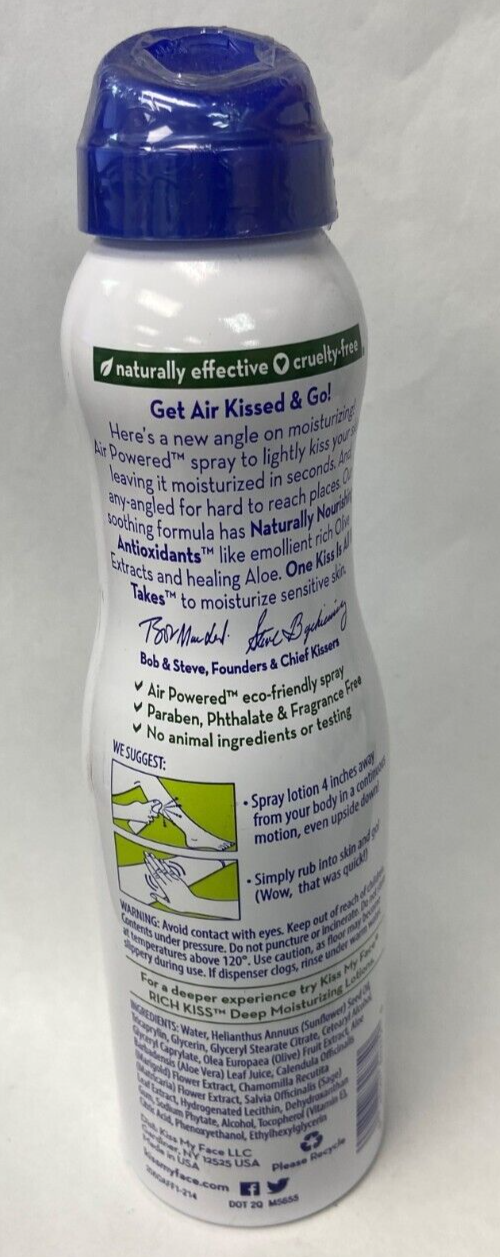 naturally effective cruelty-free
Get Air Kissed & Go!
Here's a new angle on moisturizing!
Air Powered™ spray to lightly kiss your
leaving it moisturized in seconds. And
any-angled for hard to reach places. Our
soothing formula has Naturally Nourishing
Antioxidants™ like emollient rich Olive
Extracts and healing Aloe. One Kiss Is All
Takes™ to moisturize sensitive skin.
Bob & Steve, Founders & Chief Kissers
✓ Air Powered™ eco-friendly spray
✓ Paraben, Phthalate & Fragrance Free
✓ No animal ingredients or testing
WE SUGGEST:
• Spray lotion 4 inches away
from your body in a continuous
motion, even upside down!
• Simply rub into skin and go!
(Wow, that was quick!)
WARNING: Avoid contact with eyes. Keep out of reach of children.
Contents under pressure. Do not puncture or incinerate. Do not
at temperatures above 120°. Use caution, as floor may become
slippery during use. If dispenser clogs, rinse under warm water.
For a deeper experience try Kiss My Face®
RICH KISS™ Deep Moisturizing Lotions.
INGREDIENTS: Water, Helianthus Annuus (Sunflower) Seed Oil,
Glycerin, Glyceryl Stearate Citrate, Cetearyl Alcohol,
Glyceryl Caprylate, Olea Europaea (Olive) Fruit Extract, Aloe
Barbadensis (Aloe Vera) Leaf Juice, Calendula Officinalis
(Marigold) Flower Extract, Chamomilla Recutita
(Matricaria) Flower Extract, Salvia Officinalis (Sage)
Leaf Extract, Hydrogenated Lecithin, Dehydroxanthan
Gum, Sodium Phytate, Alcohol, Tocopherol (Vitamin E),
Citric Acid, Phenoxyethanol, Ethylhexylglycerin
Dist. Kiss My Face LLC
Gardiner, NY 12525 USA
Made in USA
Please Recycle
kissmyface.com
DOT 2Q M5655